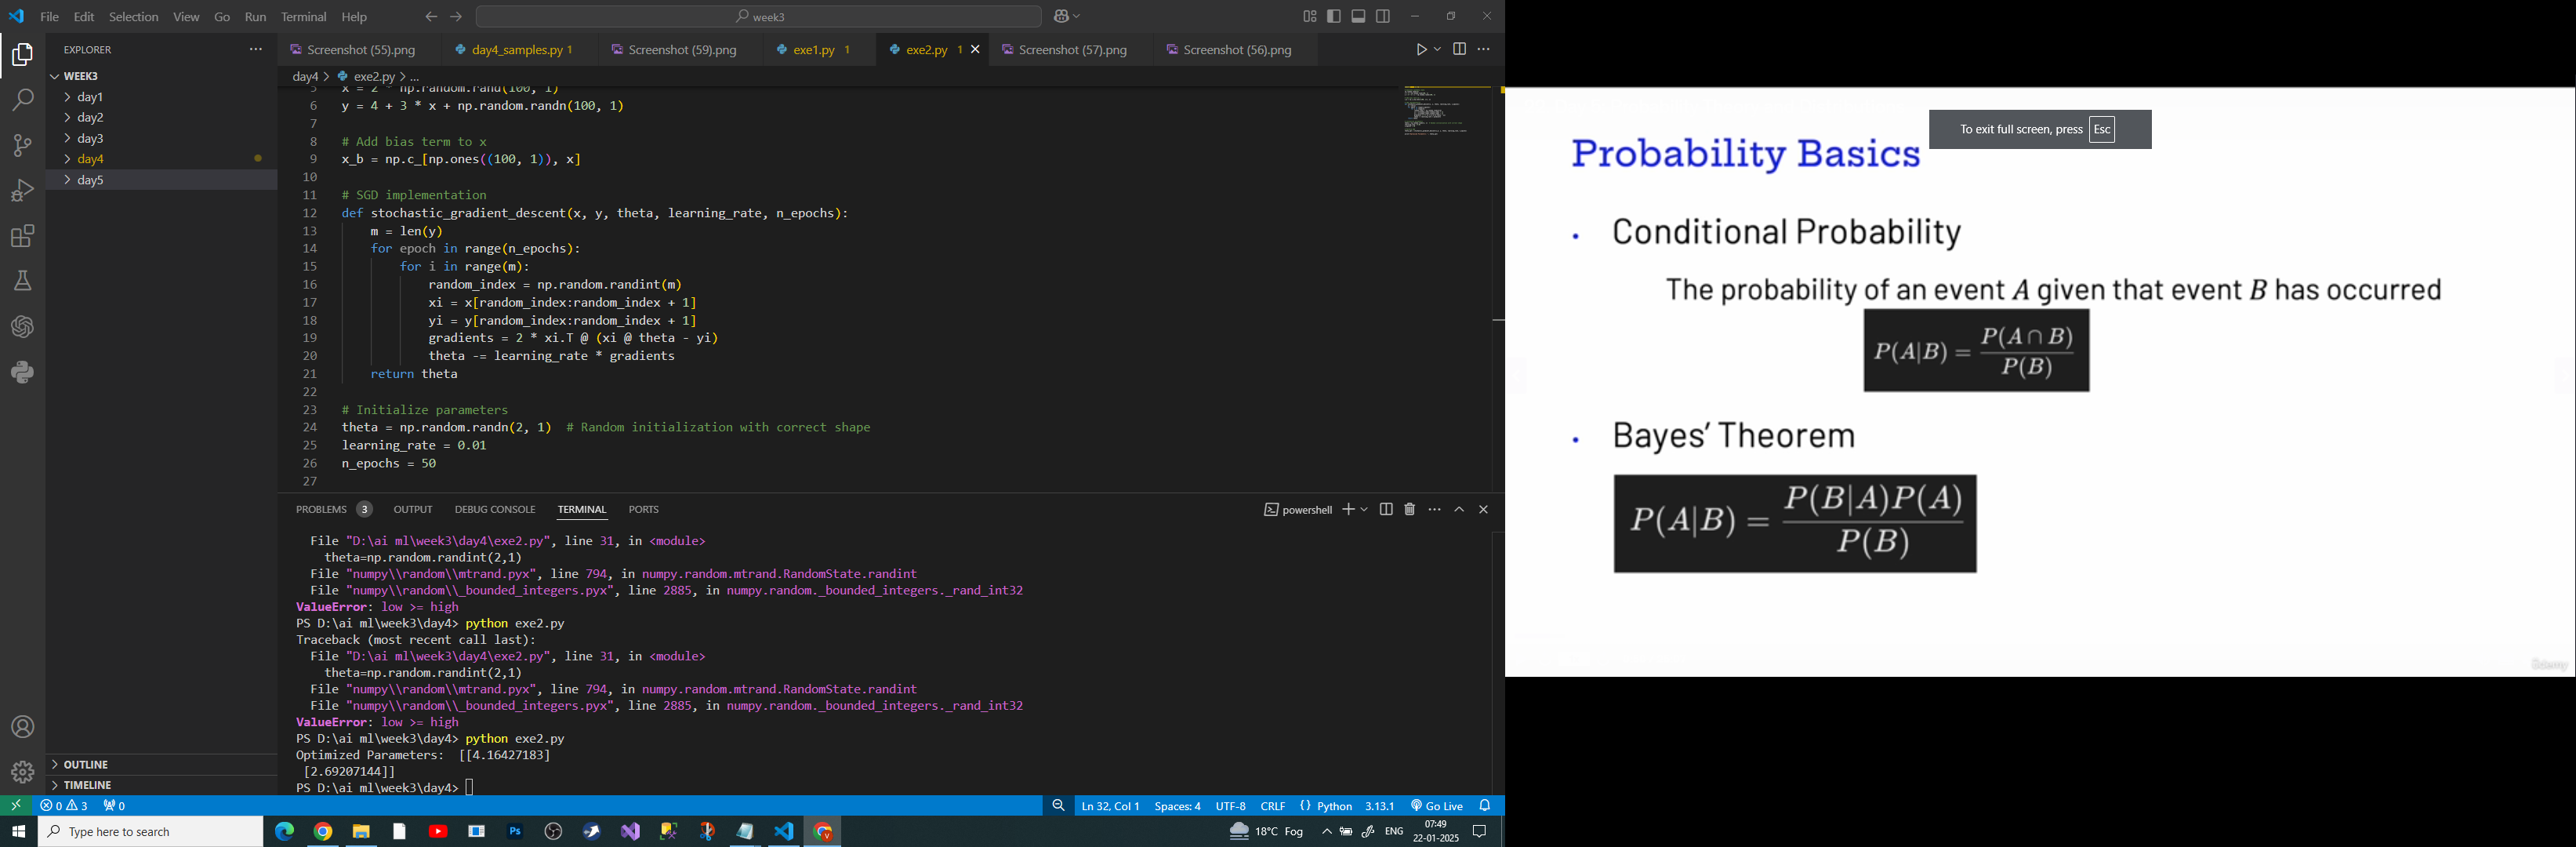 File Edit Selection View Go Run Terminal Help
week3
EXPLORER
WEEK3
day1
day2
day3
day4
day5
OUTLINE
TIMELINE
Screenshot (55).png
day4_samples.py 1
Screenshot (59).png
exe1.py 1
exe2.py 1
Screenshot (57).png
Screenshot (56).png
day4 > exe2.py > ...
5 x = 2 * np.random.rand(100, 1)
6 y = 4 + 3 * x + np.random.randn(100, 1)
7
8 # Add bias term to x
9 x_b = np.c_[np.ones((100, 1)), x]
10
11 # SGD implementation
12 def stochastic_gradient_descent(x, y, theta, learning_rate, n_epochs):
13 m = len(y)
14 for epoch in range(n_epochs):
15 for i in range(m):
16 random_index = np.random.randint(m)
17 xi = x[random_index:random_index + 1]
18 yi = y[random_index:random_index + 1]
19 gradients = 2 * xi.T @ (xi @ theta - yi)
20 theta -= learning_rate * gradients
21 return theta
22
23 # Initialize parameters
24 theta = np.random.randn(2, 1) # Random initialization with correct shape
25 learning_rate = 0.01
26 n_epochs = 50
27
PROBLEMS 3 OUTPUT DEBUG CONSOLE TERMINAL PORTS
powershell
File "D:\ai ml\week3\day4\exe2.py", line 31, in <module>
theta=np.random.randint(2,1)
File "numpy\\random\\mtrand.pyx", line 794, in numpy.random.mtrand.RandomState.randint
File "numpy\\random\\_bounded_integers.pyx", line 2885, in numpy.random._bounded_integers._rand_int32
ValueError: low >= high
PS D:\ai ml\week3\day4> python exe2.py
Traceback (most recent call last):
File "D:\ai ml\week3\day4\exe2.py", line 31, in <module>
theta=np.random.randint(2,1)
File "numpy\\random\\mtrand.pyx", line 794, in numpy.random.mtrand.RandomState.randint
File "numpy\\random\\_bounded_integers.pyx", line 2885, in numpy.random._bounded_integers._rand_int32
ValueError: low >= high
PS D:\ai ml\week3\day4> python exe2.py
Optimized Parameters: [[4.16427183]
[2.69207144]]
PS D:\ai ml\week3\day4>
0 3 0
Ln 32, Col 1 Spaces: 4 UTF-8 CRLF {} Python 3.13.1 Go Live
Type here to search
Ps
18°C Fog
ENG
07:49
22-01-2025
To exit full screen, press Esc
Probability Basics
• Conditional Probability
The probability of an event A given that event B has occurred
P(A|B) = P(A ∩ B) / P(B)
• Bayes' Theorem
P(A|B) = P(B|A)P(A) / P(B)
Udemy